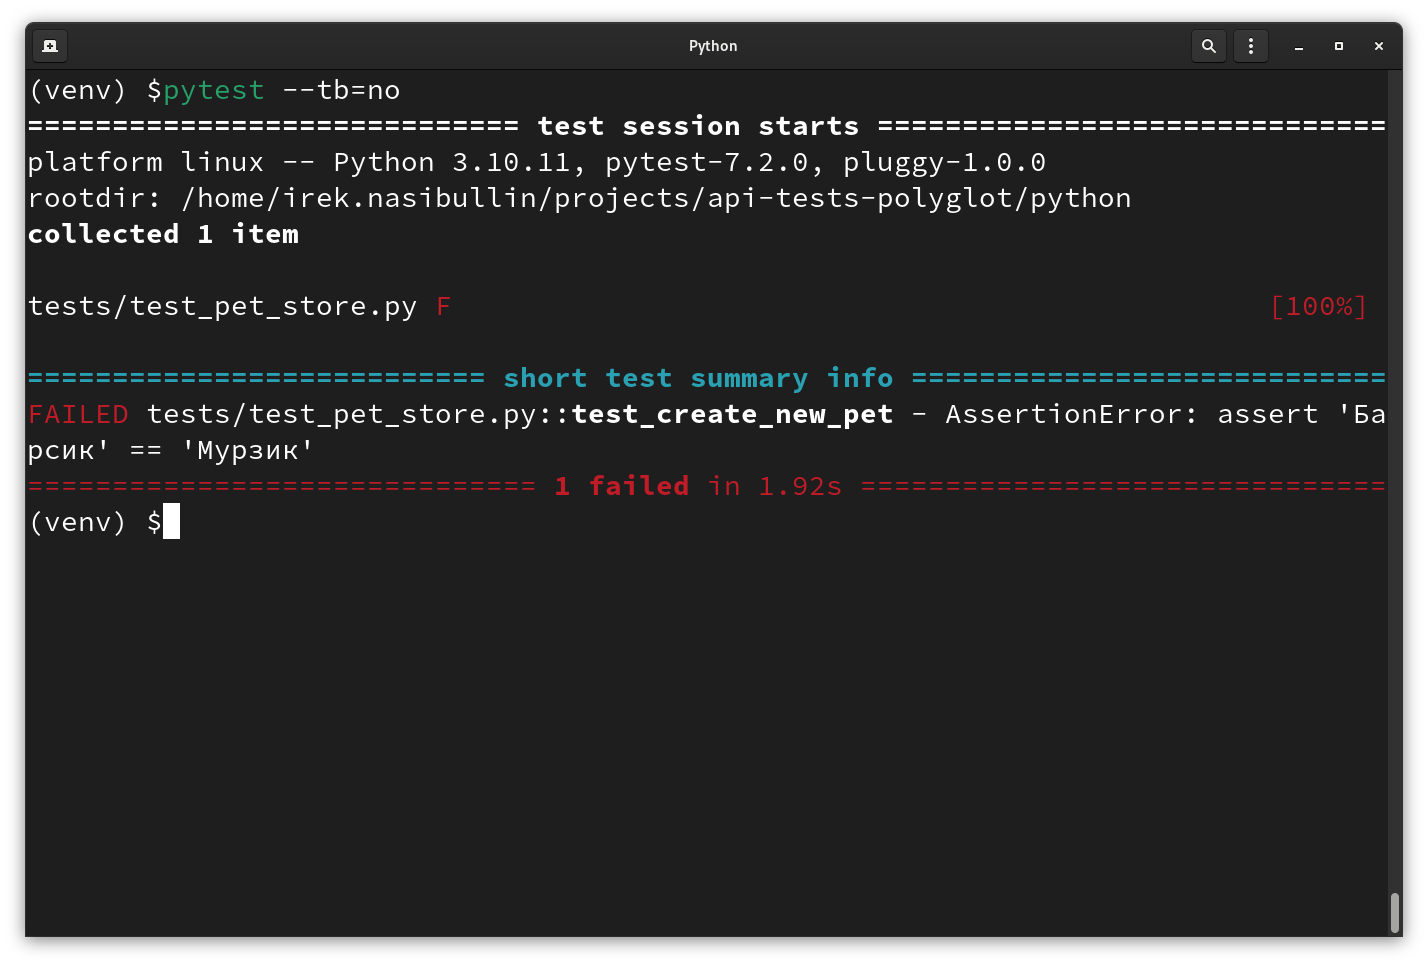 Python
(venv) $pytest --tb=no
============================= test session starts ==============================
platform linux -- Python 3.10.11, pytest-7.2.0, pluggy-1.0.0
rootdir: /home/irek.nasibullin/projects/api-tests-polyglot/python
collected 1 item
tests/test_pet_store.py F [100%]
=========================== short test summary info ============================
FAILED tests/test_pet_store.py::test_create_new_pet - AssertionError: assert 'Ба
рсик' == 'Мурзик'
============================== 1 failed in 1.92s ===============================
(venv) $